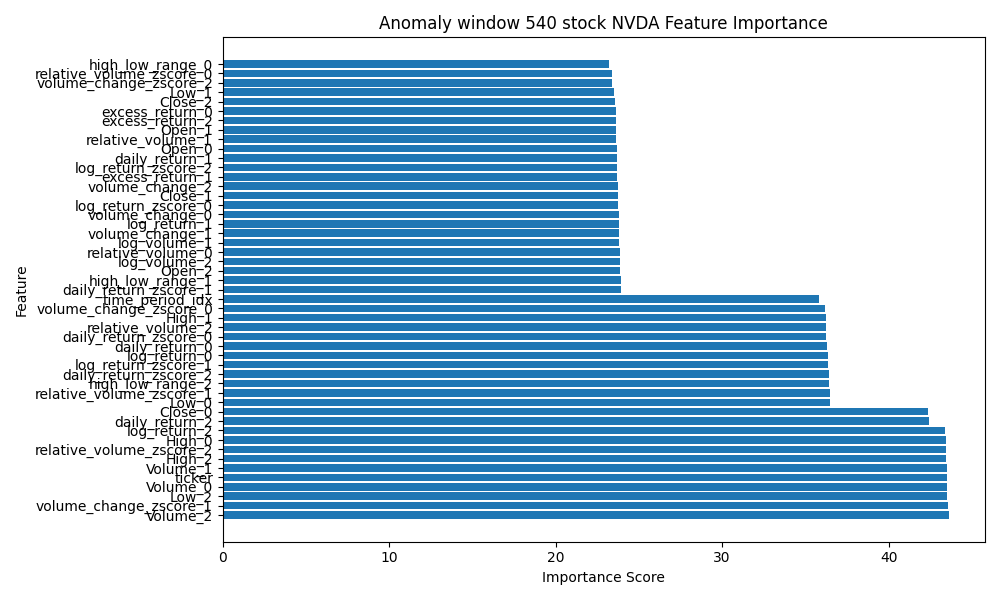 Anomaly window 540 stock NVDA Feature Importance
high_low_range_0
relative_volume_zscore_0
volume_change_zscore_2
Low_1
Close_2
excess_return_0
excess_return_2
Open_1
relative_volume_1
Open_0
daily_return_1
log_return_zscore_2
excess_return_1
volume_change_2
Close_1
log_return_zscore_0
volume_change_0
log_return_1
volume_change_1
log_volume_1
relative_volume_0
log_volume_2
Open_2
high_low_range_1
daily_return_zscore_1
time_period_idx
volume_change_zscore_0
High_1
relative_volume_2
daily_return_zscore_0
daily_return_0
log_return_0
log_return_zscore_1
daily_return_zscore_2
high_low_range_2
relative_volume_zscore_1
Low_0
Close_0
daily_return_2
log_return_2
High_0
relative_volume_zscore_2
High_2
Volume_1
ticker
Volume_0
Low_2
volume_change_zscore_1
Volume_2
Feature
0 10 20 30 40
Importance Score